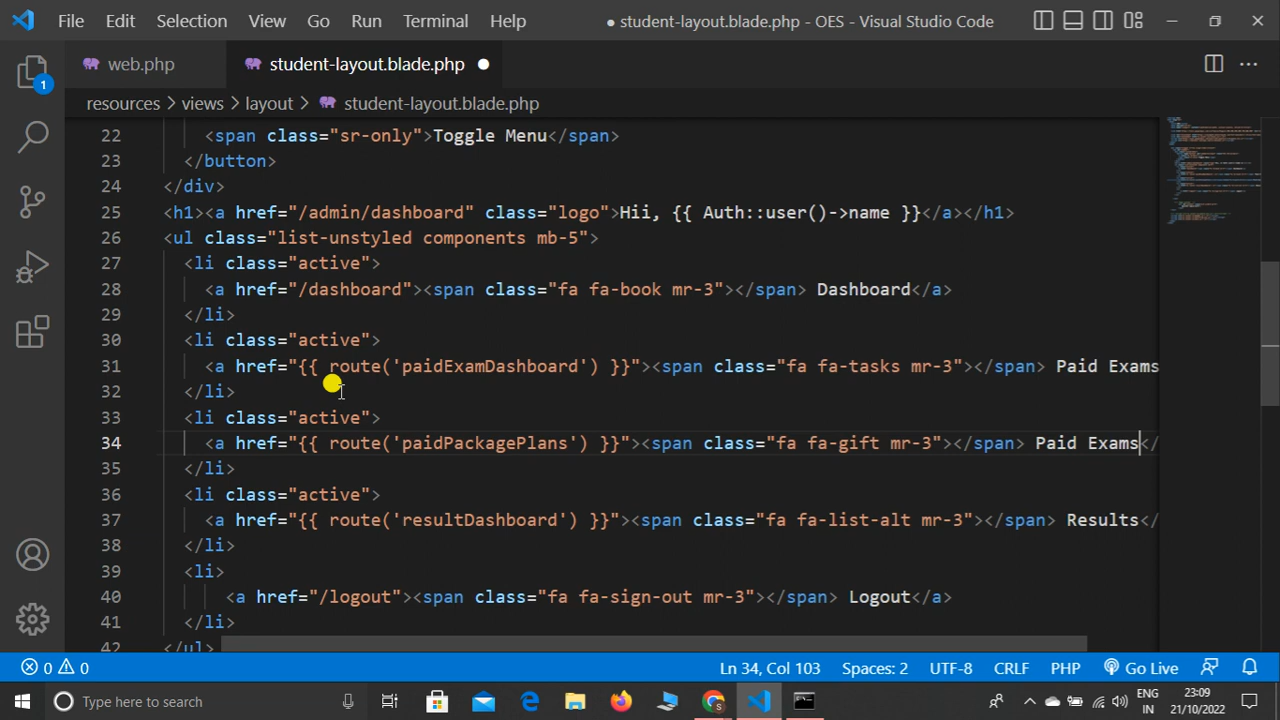 File Edit Selection View Go Run Terminal Help ● student-layout.blade.php - OES - Visual Studio Code
web.php student-layout.blade.php ●
resources > views > layout > student-layout.blade.php
1
22 <span class="sr-only">Toggle Menu</span>
23 </button>
24 </div>
25 <h1><a href="/admin/dashboard" class="logo">Hii, {{ Auth::user()->name }}</a></h1>
26 <ul class="list-unstyled components mb-5">
27 <li class="active">
28 <a href="/dashboard"><span class="fa fa-book mr-3"></span> Dashboard</a>
29 </li>
30 <li class="active">
31 <a href="{{ route('paidExamDashboard') }}"><span class="fa fa-tasks mr-3"></span> Paid Exams
32 </li>
33 <li class="active">
34 <a href="{{ route('paidPackagePlans') }}"><span class="fa fa-gift mr-3"></span> Paid Exams</
35 </li>
36 <li class="active">
37 <a href="{{ route('resultDashboard') }}"><span class="fa fa-list-alt mr-3"></span> Results</
38 </li>
39 <li>
40 <a href="/logout"><span class="fa fa-sign-out mr-3"></span> Logout</a>
41 </li>
42 </ul>
0 0 Ln 34, Col 103 Spaces: 2 UTF-8 CRLF PHP Go Live
Type here to search ENG IN 23:09 21/10/2022